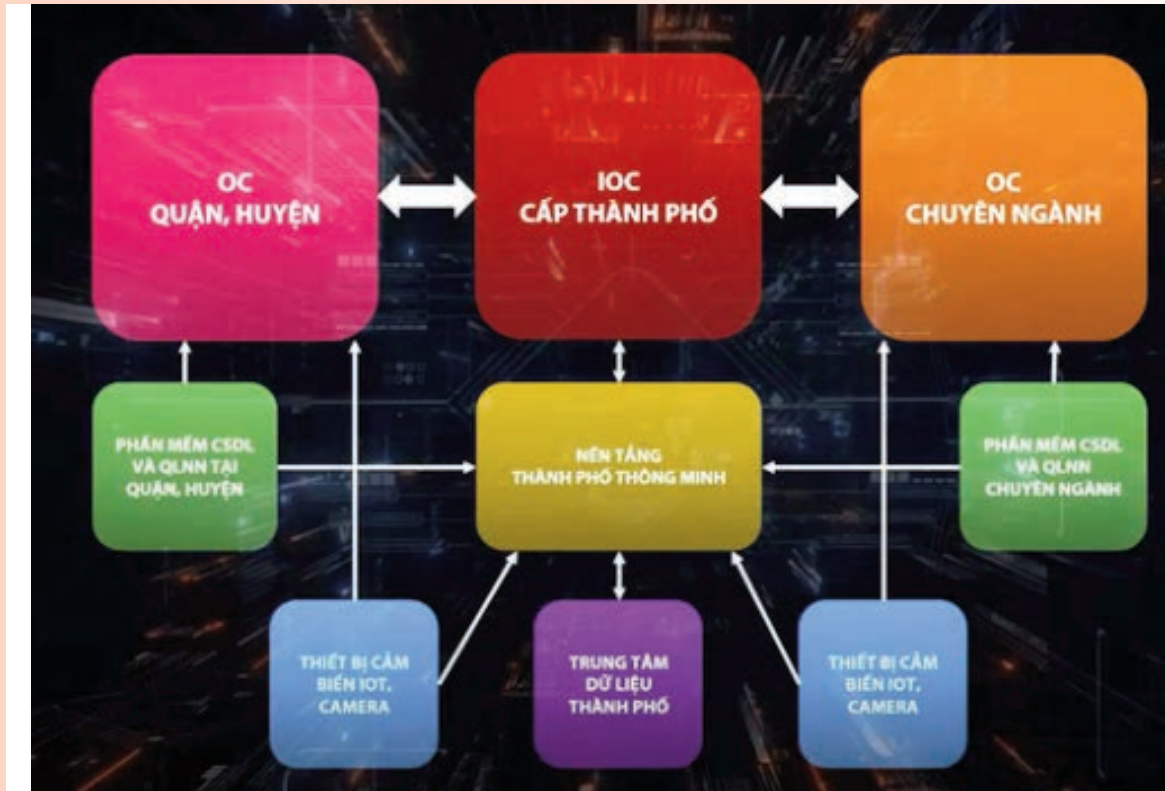 OC
QUẬN, HUYỆN
IOC
CẤP THÀNH PHỐ
OC
CHUYÊN NGÀNH
PHẦN MỀM CSDL
VÀ QLNN TẠI
QUẬN, HUYỆN
NỀN TẢNG
THÀNH PHỐ THÔNG MINH
PHẦN MỀM CSDL
VÀ QLNN
CHUYÊN NGÀNH
THIẾT BỊ CẢM
BIẾN IOT,
CAMERA
TRUNG TÂM
DỮ LIỆU
THÀNH PHỐ
THIẾT BỊ CẢM
BIẾN IOT,
CAMERA